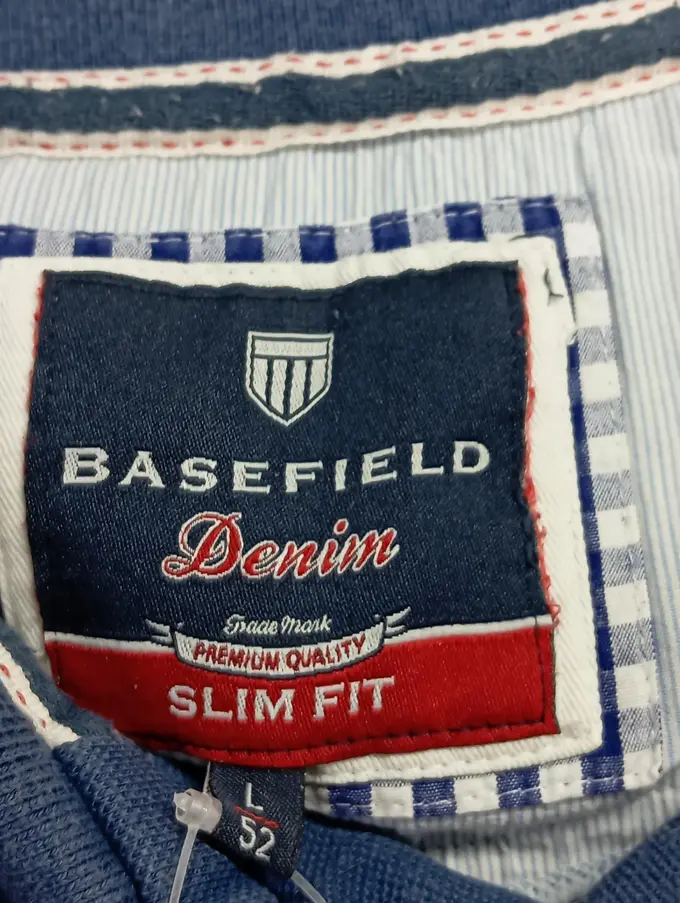 BASEFIELD
Denim
Trade Mark
PREMIUM QUALITY
SLIM FIT
L
52